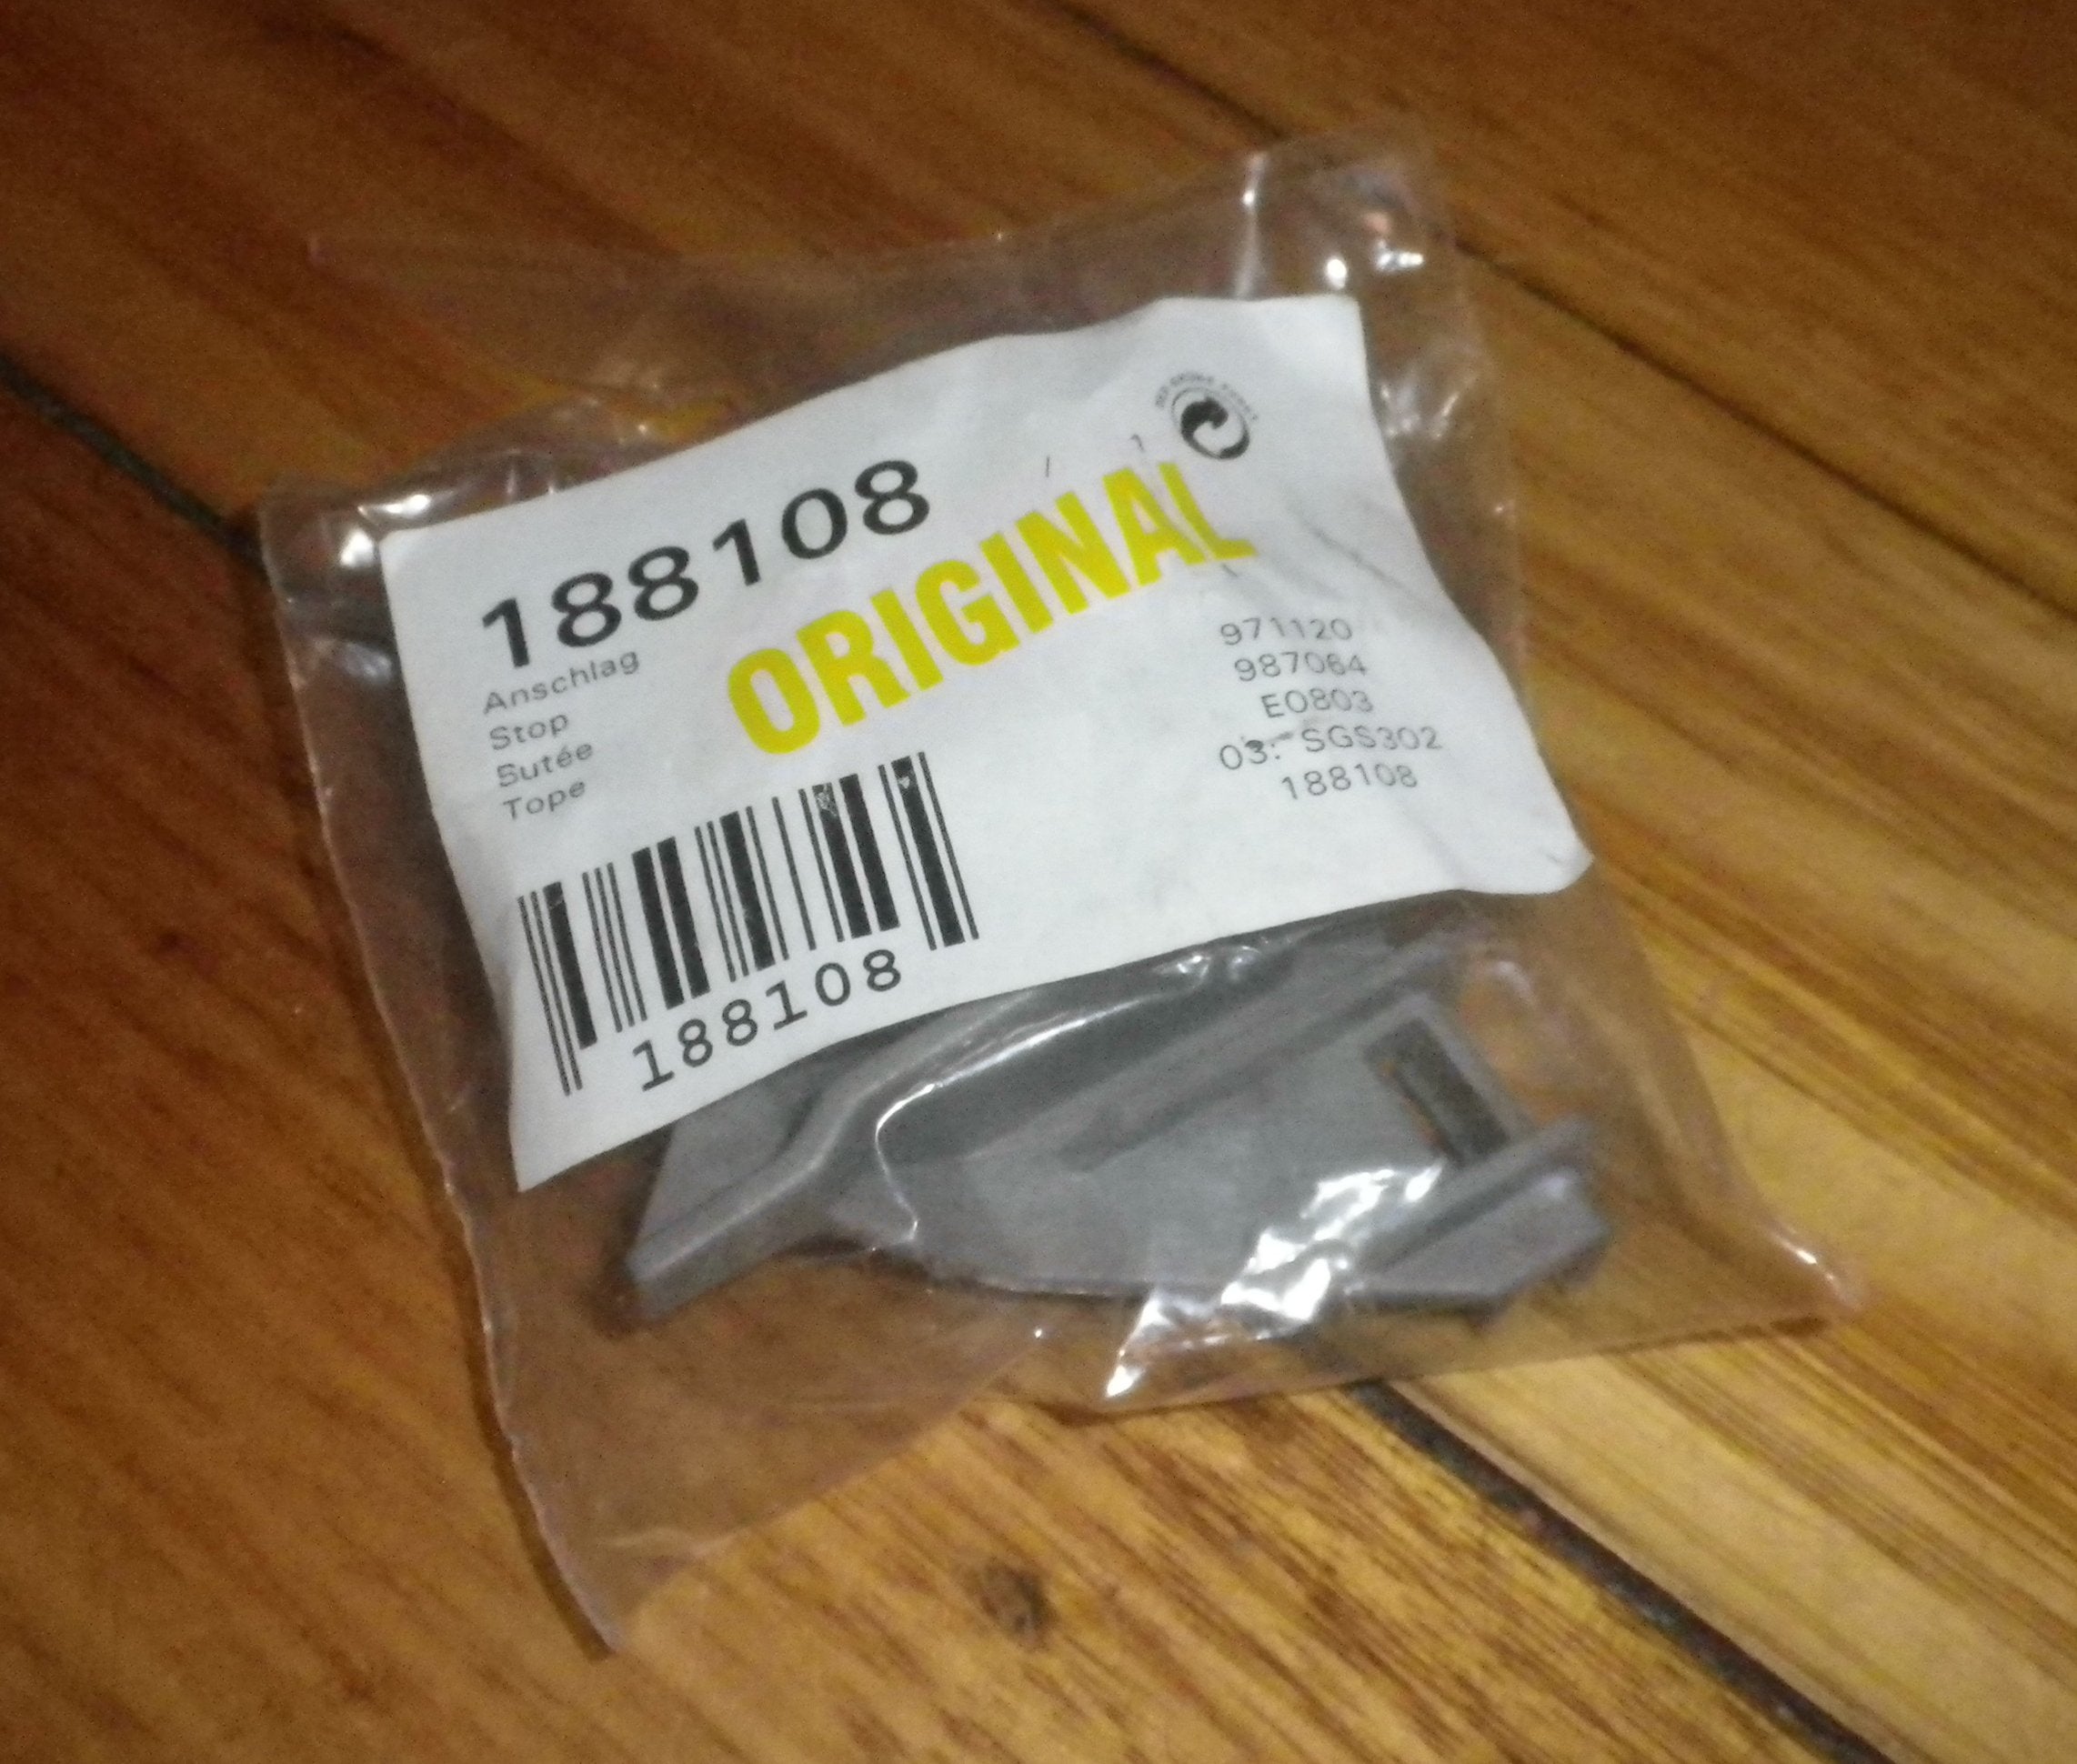 188108
ORIGINAL
Anschlag
Stop
Butée
Tope
971120
987064
E0803
03: SGS302
188108
188108